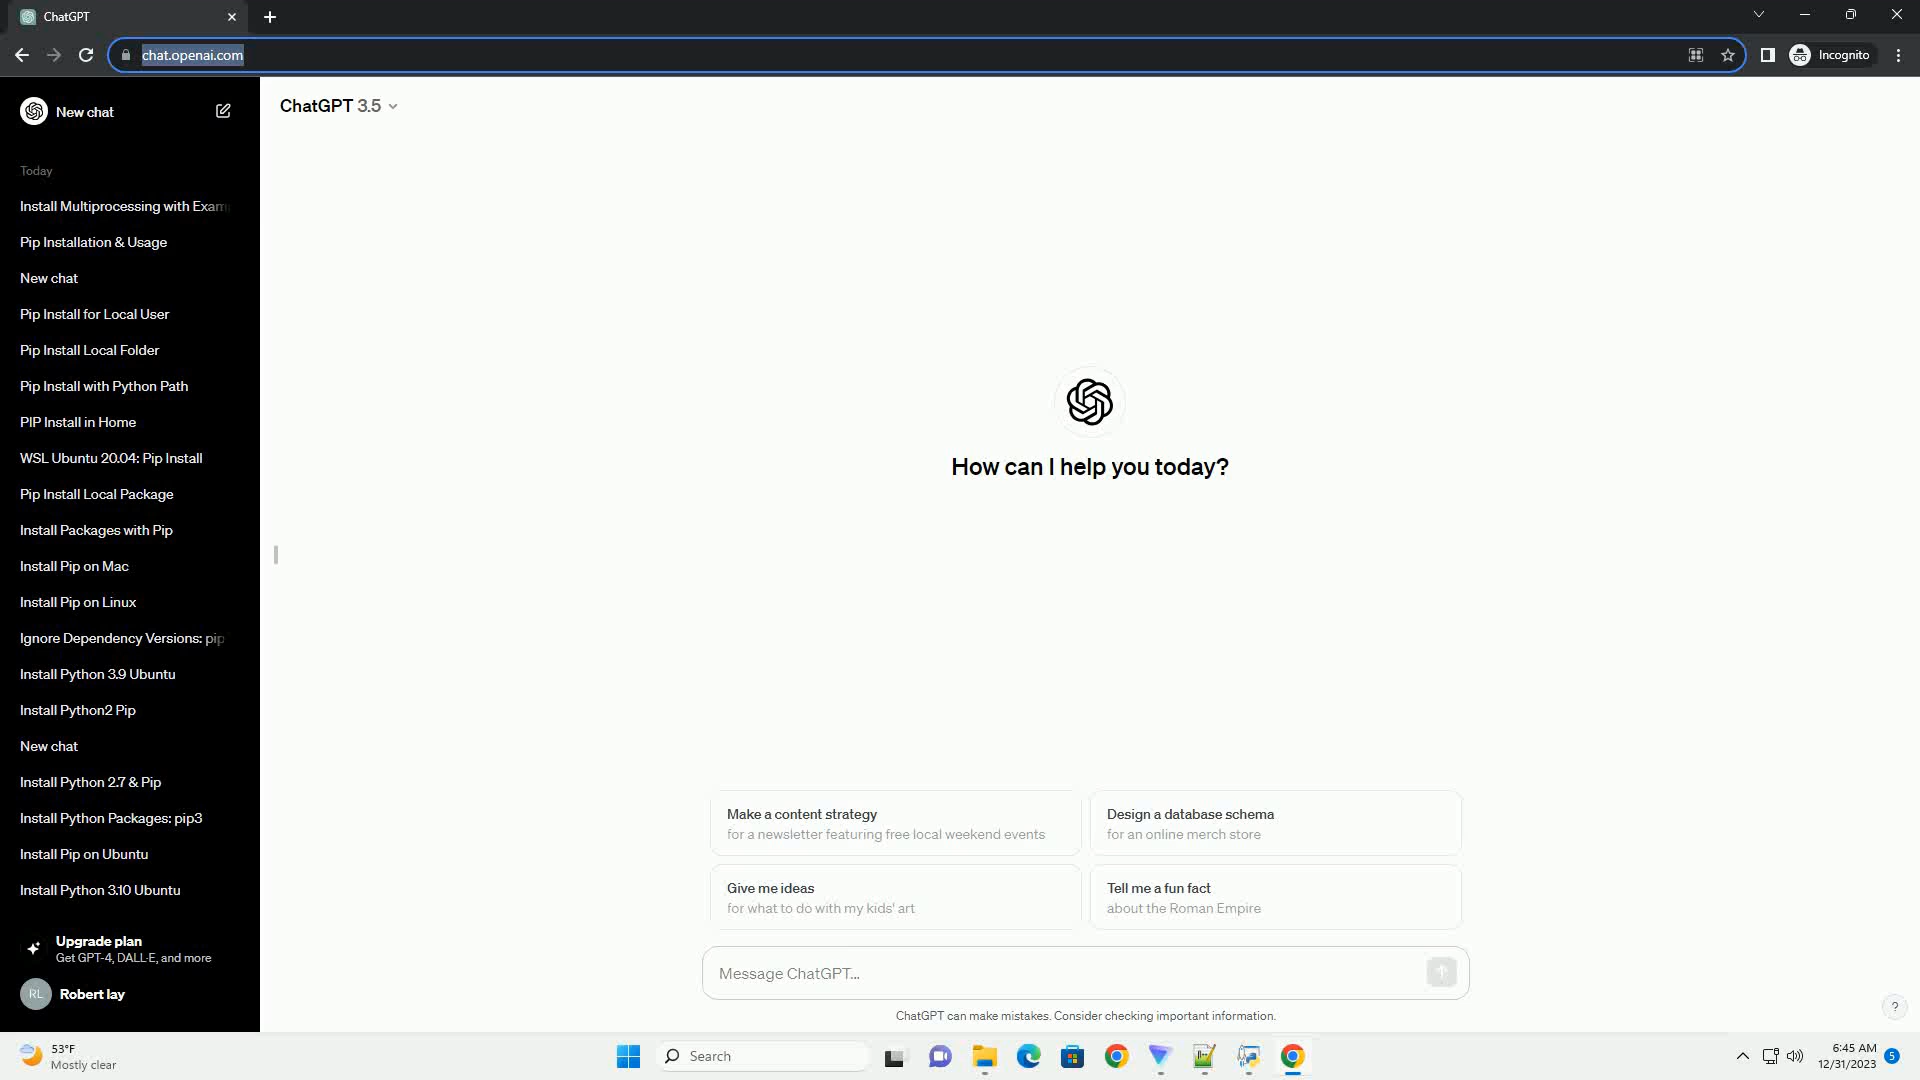 ChatGPT
chat.openai.com
Incognito
New chat
ChatGPT 3.5
Today
Install Multiprocessing with Exam
Pip Installation & Usage
New chat
Pip Install for Local User
Pip Install Local Folder
Pip Install with Python Path
PIP Install in Home
WSL Ubuntu 20.04: Pip Install
Pip Install Local Package
Install Packages with Pip
Install Pip on Mac
Install Pip on Linux
Ignore Dependency Versions: pip
Install Python 3.9 Ubuntu
Install Python2 Pip
New chat
Install Python 2.7 & Pip
Install Python Packages: pip3
Install Pip on Ubuntu
Install Python 3.10 Ubuntu
Upgrade plan
Get GPT-4, DALL·E, and more
RL
Robert lay
How can I help you today?
Make a content strategy
for a newsletter featuring free local weekend events
Design a database schema
for an online merch store
Give me ideas
for what to do with my kids' art
Tell me a fun fact
about the Roman Empire
Message ChatGPT...
ChatGPT can make mistakes. Consider checking important information.
?
53°F
Mostly clear
Search
6:45 AM
12/31/2023
5